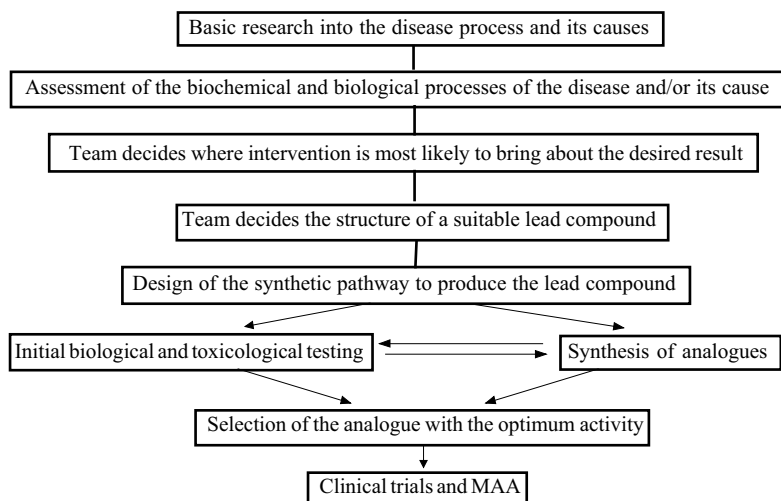 Basic research into the disease process and its causes
Assessment of the biochemical and biological processes of the disease and/or its cause
Team decides where intervention is most likely to bring about the desired result
Team decides the structure of a suitable lead compound
Design of the synthetic pathway to produce the lead compound
Initial biological and toxicological testing
Synthesis of analogues
Selection of the analogue with the optimum activity
Clinical trials and MAA